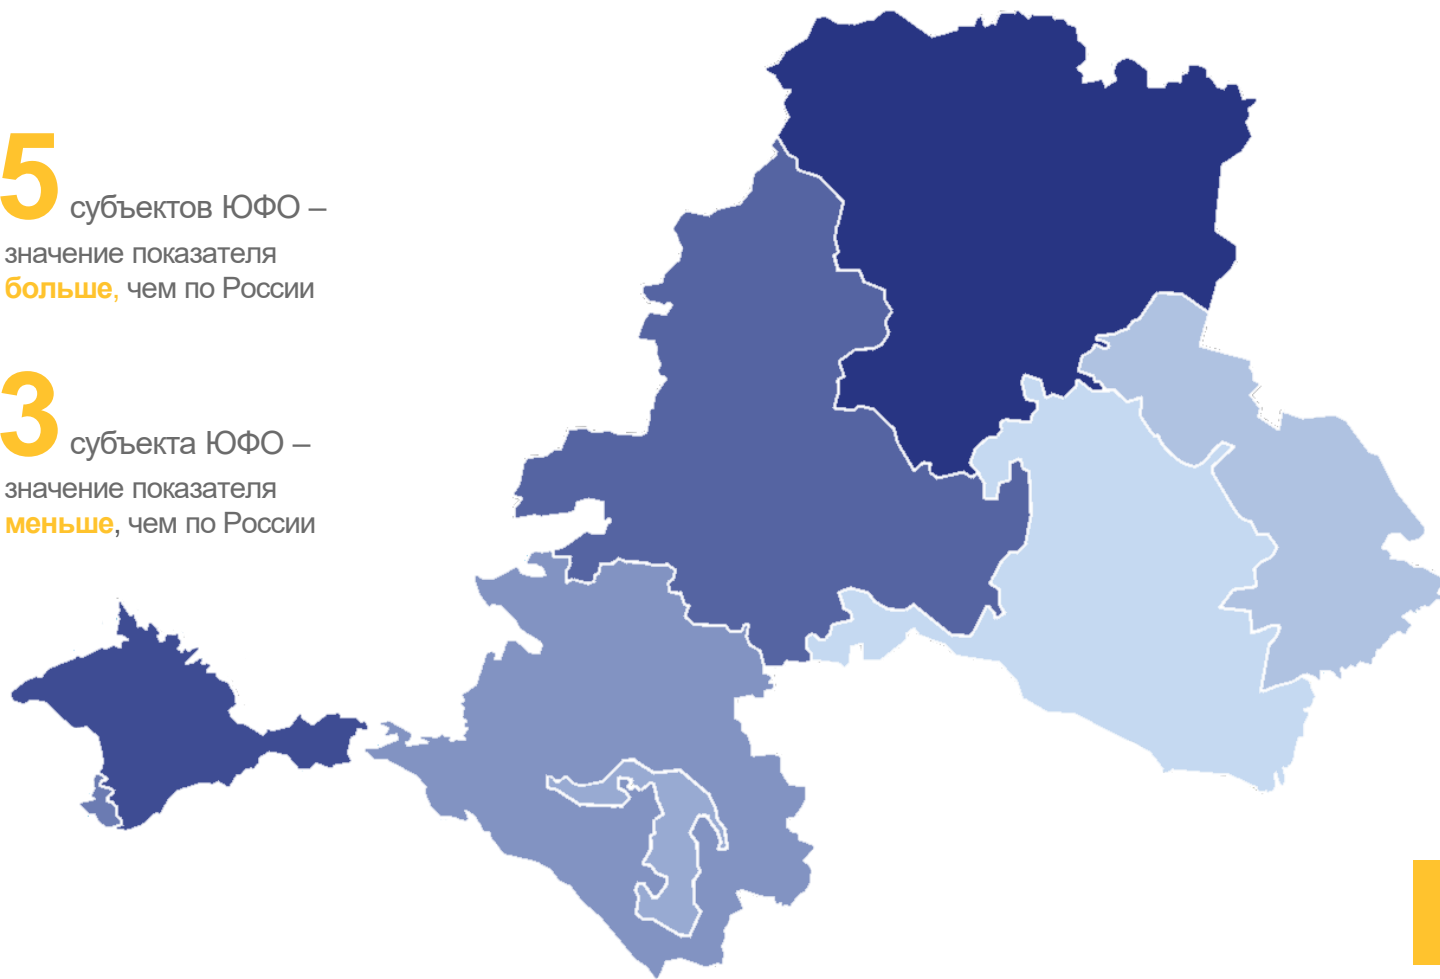 5 субъектов ЮФО –
значение показателя
больше, чем по России
3 субъекта ЮФО –
значение показателя
меньше, чем по России